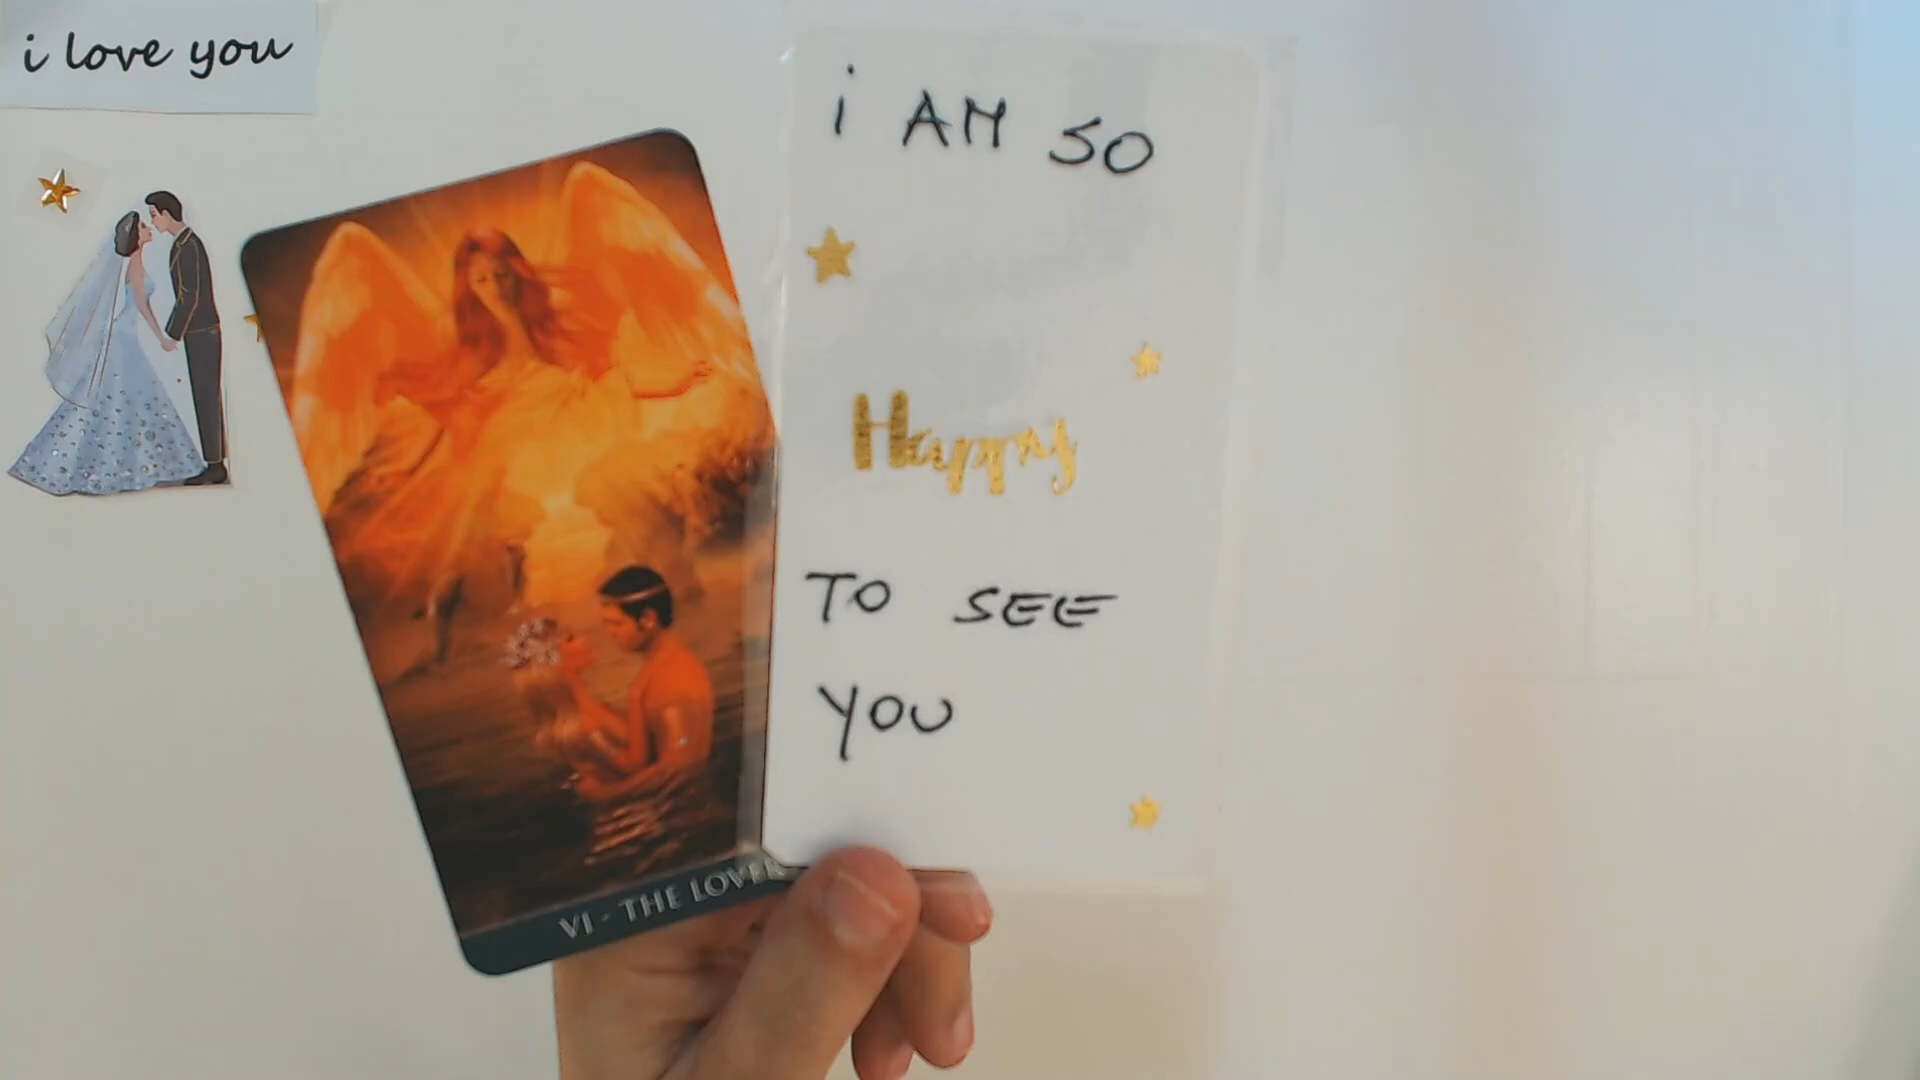 i love you
i AM SO
Happy
TO SEE
YOU
VI - THE LOVER